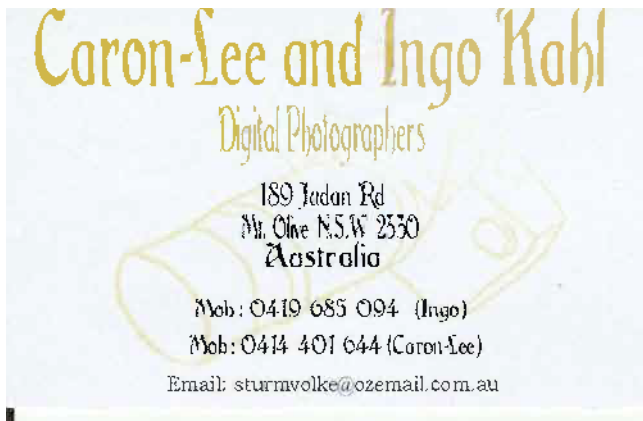 Caron-Lee and Ingo Kahl
Digital Photographers
189 Jadan Rd
Mt. Olive N.S.W 2330
Australia
Mob: 0419 685 094 (Ingo)
Mob: 0414 401 644 (Caron-Lee)
Email: sturmvolke@ozemail.com.au